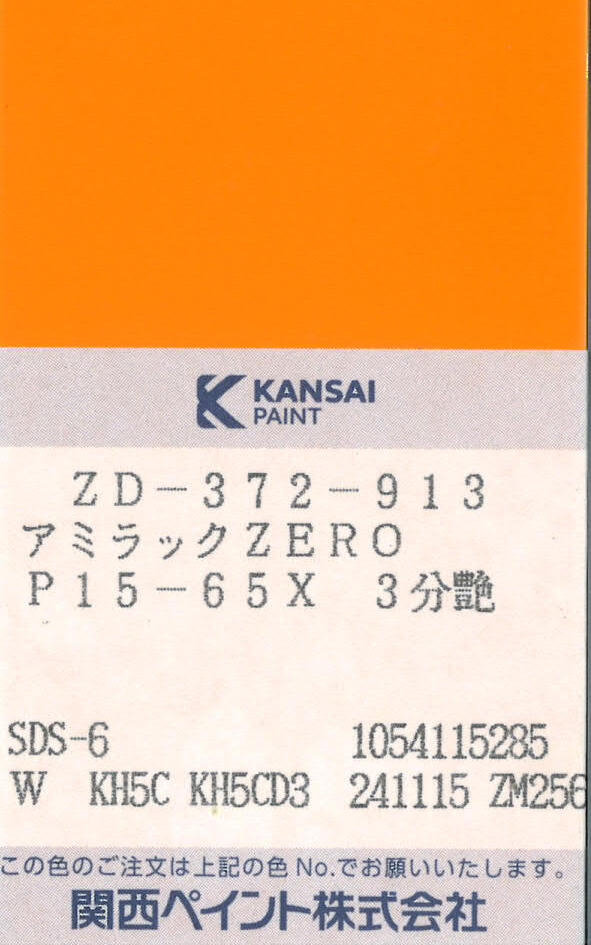 KANSAI
PAINT
ZD-372-913
アミラックZERO
P15-65X 3分艶
SDS-6 1054115285
W KH5C KH5CD3 241115 ZM256
この色のご注文は上記の色No.でお願いいたします。
関西ペイント株式会社